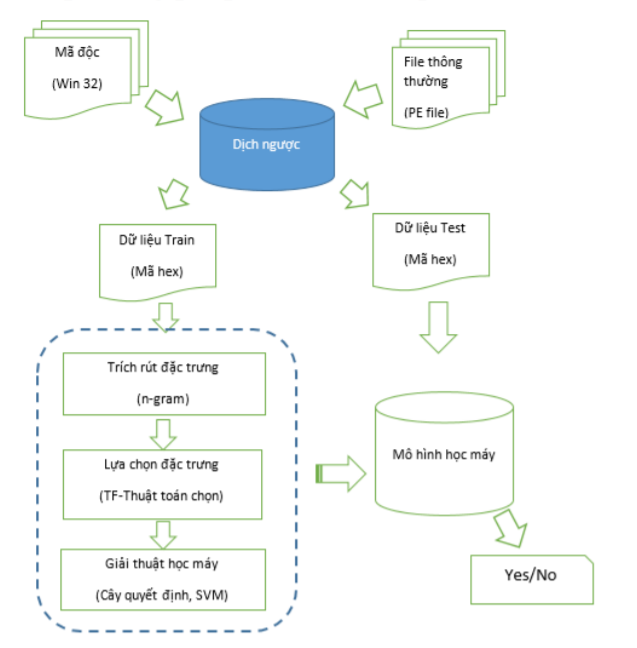 Mã độc
(Win 32)
File thông
thường
(PE file)
Dịch ngược
Dữ liệu Train
(Mã hex)
Dữ liệu Test
(Mã hex)
Trích rút đặc trưng
(n-gram)
Lựa chọn đặc trưng
(TF-Thuật toán chọn)
Giải thuật học máy
(Cây quyết định, SVM)
Mô hình học máy
Yes/No